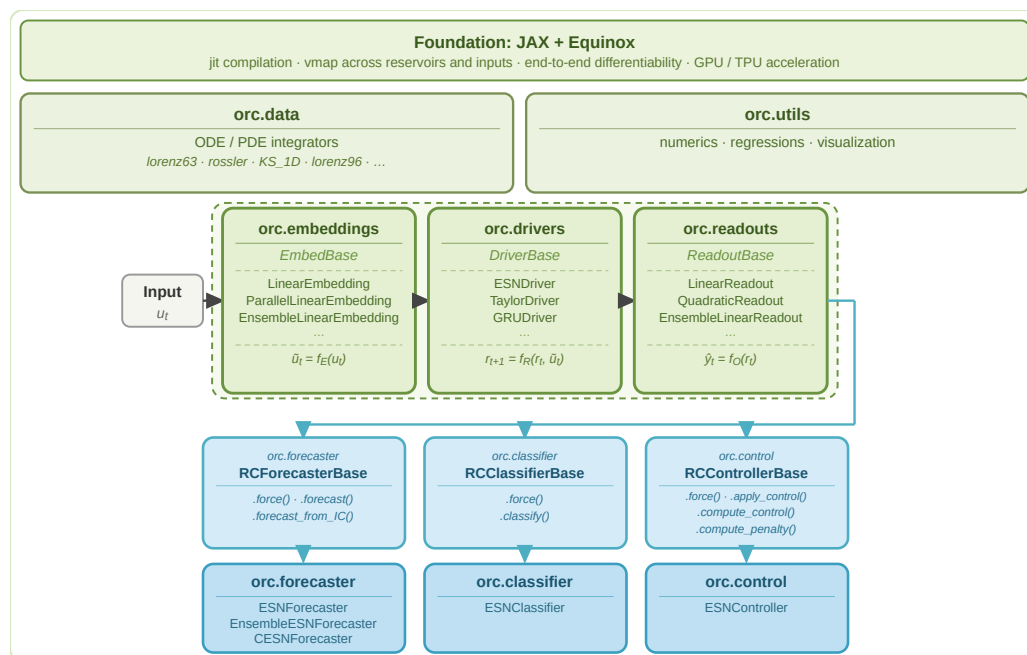 Foundation: JAX + Equinox
jit compilation · vmap across reservoirs and inputs · end-to-end differentiability · GPU / TPU acceleration
orc.data
ODE / PDE integrators
lorenz63 · rossler · KS_1D · lorenz96 · …
orc.utils
numerics · regressions · visualization
Input
uₜ
orc.embeddings
EmbedBase
LinearEmbedding
ParallelLinearEmbedding
EnsembleLinearEmbedding
…
ũₜ = f_E(uₜ)
orc.drivers
DriverBase
ESNDriver
TaylorDriver
GRUDriver
…
rₜ₊₁ = f_R(rₜ, ũₜ)
orc.readouts
ReadoutBase
LinearReadout
QuadraticReadout
EnsembleLinearReadout
…
ŷₜ = f_O(rₜ)
orc.forecaster
RCForecasterBase
.force() · .forecast()
.forecast_from_IC()
orc.classifier
RCClassifierBase
.force()
.classify()
orc.control
RCControllerBase
.force() · .apply_control()
.compute_control()
.compute_penalty()
orc.forecaster
ESNForecaster
EnsembleESNForecaster
CESNForecaster
orc.classifier
ESNClassifier
orc.control
ESNController